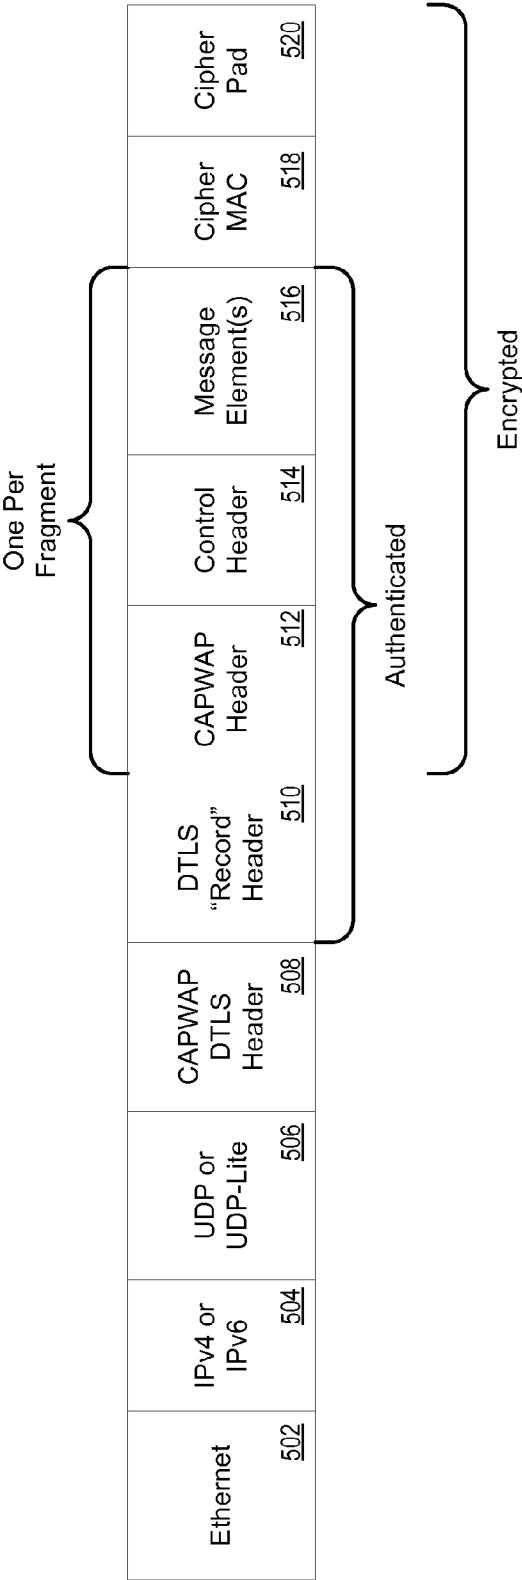 One Per
Fragment
Ethernet
502
IPv4 or
IPv6
504
UDP or
UDP-Lite
506
CAPWAP
DTLS
Header
508
DTLS
“Record”
Header
510
CAPWAP
Header
512
Control
Header
514
Message
Element(s)
516
Cipher
MAC
518
Cipher
Pad
520
Authenticated
Encrypted